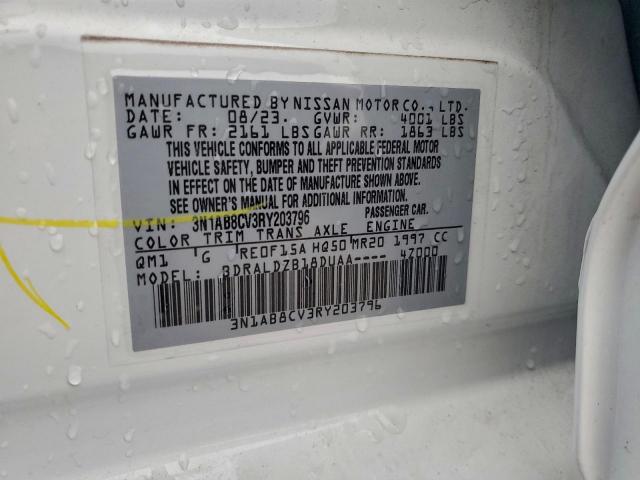 MANUFACTURED BY NISSAN MOTOR CO., LTD.
DATE: 08/23. GVWR: 4001 LBS
GAWR FR: 2161 LBS GAWR RR: 1863 LBS
THIS VEHICLE CONFORMS TO ALL APPLICABLE FEDERAL MOTOR
VEHICLE SAFETY, BUMPER AND THEFT PREVENTION STANDARDS
IN EFFECT ON THE DATE OF MANUFACTURE SHOWN ABOVE.
SEE OWNER'S MANUAL FOR ADDITIONAL INFORMATION.
VIN: 3N1AB8CV3RY203796 PASSENGER CAR.
COLOR TRIM TRANS AXLE ENGINE
QM1 G RE0F15A HQ50 MR20 1997 CC
MODEL: BDRALDZB18DUAA---- 4Z000
3N1AB8CV3RY203796